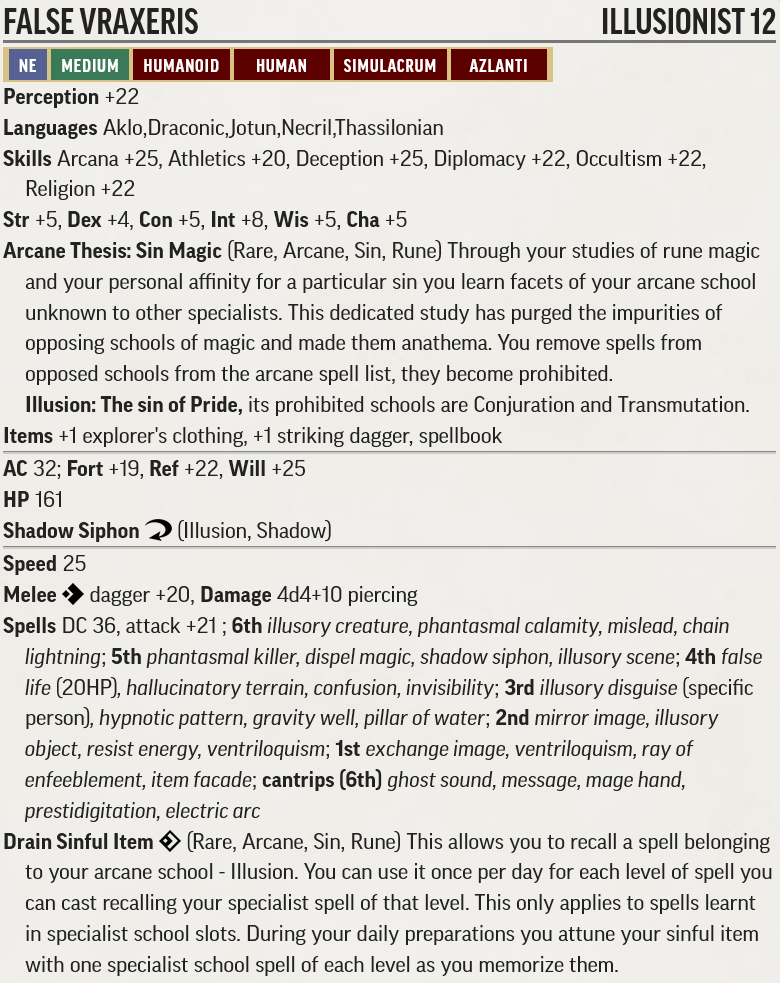 FALSE VRAXERIS ILLUSIONIST 12
NE MEDIUM HUMANOID HUMAN SIMULACRUM AZLANTI
Perception +22
Languages Aklo,Draconic,Jotun,Necril,Thassilonian
Skills Arcana +25, Athletics +20, Deception +25, Diplomacy +22, Occultism +22,
Religion +22
Str +5, Dex +4, Con +5, Int +8, Wis +5, Cha +5
Arcane Thesis: Sin Magic (Rare, Arcane, Sin, Rune) Through your studies of rune magic
and your personal affinity for a particular sin you learn facets of your arcane school
unknown to other specialists. This dedicated study has purged the impurities of
opposing schools of magic and made them anathema. You remove spells from
opposed schools from the arcane spell list, they become prohibited.
Illusion: The sin of Pride, its prohibited schools are Conjuration and Transmutation.
Items +1 explorer's clothing, +1 striking dagger, spellbook
AC 32; Fort +19, Ref +22, Will +25
HP 161
Shadow Siphon (Illusion, Shadow)
Speed 25
Melee dagger +20, Damage 4d4+10 piercing
Spells DC 36, attack +21 ; 6th illusory creature, phantasmal calamity, mislead, chain
lightning; 5th phantasmal killer, dispel magic, shadow siphon, illusory scene; 4th false
life (20HP), hallucinatory terrain, confusion, invisibility; 3rd illusory disguise (specific
person), hypnotic pattern, gravity well, pillar of water; 2nd mirror image, illusory
object, resist energy, ventriloquism; 1st exchange image, ventriloquism, ray of
enfeeblement, item facade; cantrips (6th) ghost sound, message, mage hand,
prestidigitation, electric arc
Drain Sinful Item (Rare, Arcane, Sin, Rune) This allows you to recall a spell belonging
to your arcane school - Illusion. You can use it once per day for each level of spell you
can cast recalling your specialist spell of that level. This only applies to spells learnt
in specialist school slots. During your daily preparations you attune your sinful item
with one specialist school spell of each level as you memorize them.